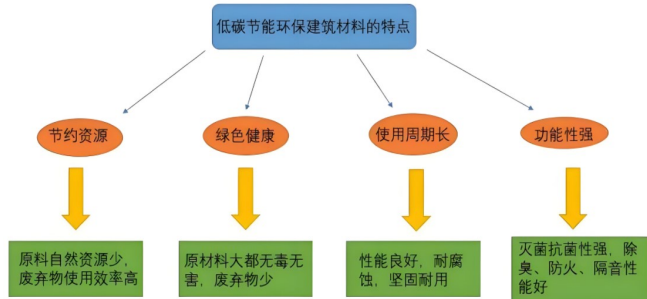 低碳节能环保建筑材料的特点
节约资源
绿色健康
使用周期长
功能性强
原料自然资源少，
废弃物使用效率高
原材料大都无毒无
害，废弃物少
性能良好，耐腐
蚀，坚固耐用
灭菌抗菌性强，除
臭、防火、隔音性
能好